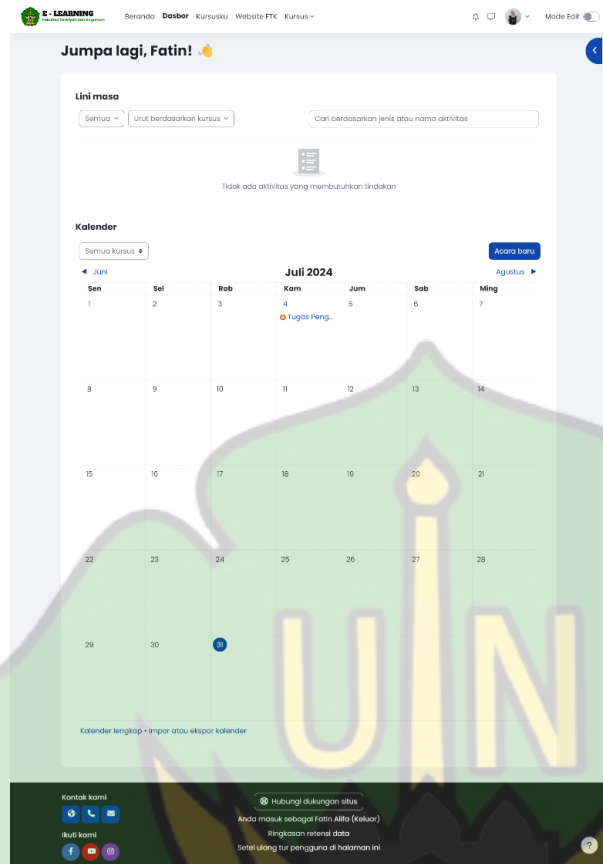 E - LEARNING
Fakultas Tarbiyah dan Keguruan
Beranda Dasbor Kursusku Website FTK Kursus
Mode Edit
Jumpa lagi, Fatin! 👋
Lini masa
Semua Urut berdasarkan kursus Cari berdasarkan jenis atau nama aktivitas
Tidak ada aktivitas yang membutuhkan tindakan
Kalender
Semua kursus Acara baru
◄ Juni Juli 2024 Agustus ►
Sen Sel Rab Kam Jum Sab Ming
1 2 3 4 5 6 7
Tugas Peng...
8 9 10 11 12 13 14
15 16 17 18 19 20 21
22 23 24 25 26 27 28
29 30 31
UIN
Kalender lengkap • Impor atau ekspor kalender
Kontak kami
Hubungi dukungan situs
Anda masuk sebagai Fatin Alifa (Keluar)
Ringkasan retensi data
Ikuti kami
Setel ulang tur pengguna di halaman ini
?